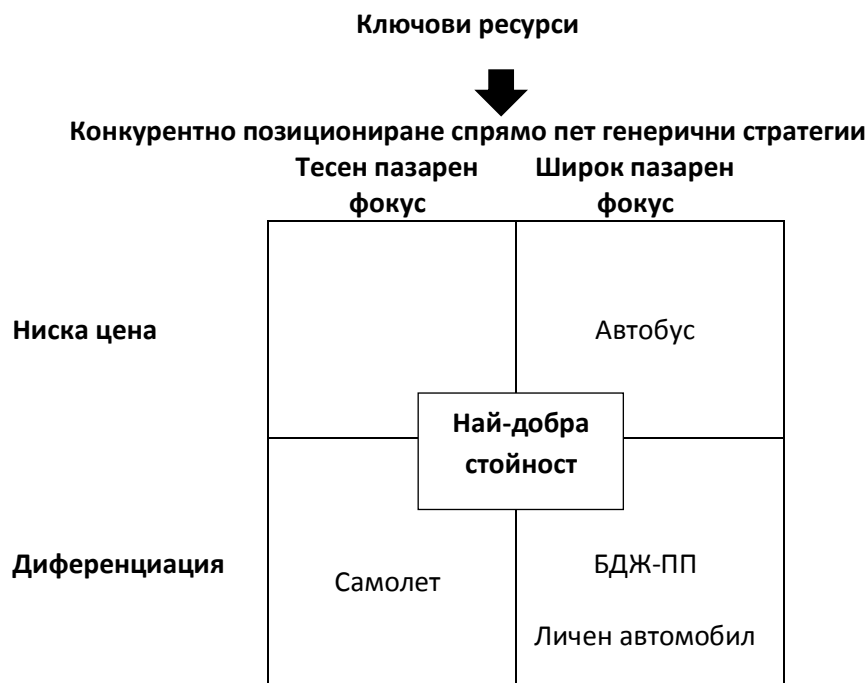 Ключови ресурси
Конкурентно позициониране спрямо пет генерични стратегии
Тесен пазарен
фокус
Широк пазарен
фокус
Ниска цена
Автобус
Най-добра
стойност
Диференциация
Самолет
БДЖ-ПП
Личен автомобил